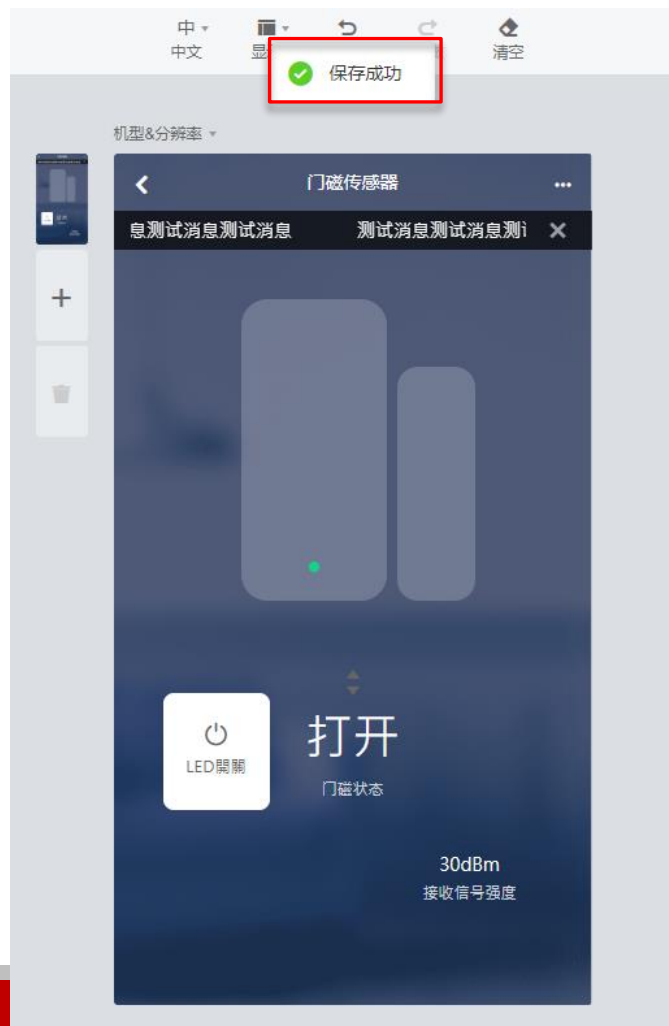 中
中文
显
清空
保存成功
机型&分辨率
门磁传感器
息测试消息测试消息 测试消息测试消息测
LED開關
打开
门磁状态
30dBm
接收信号强度